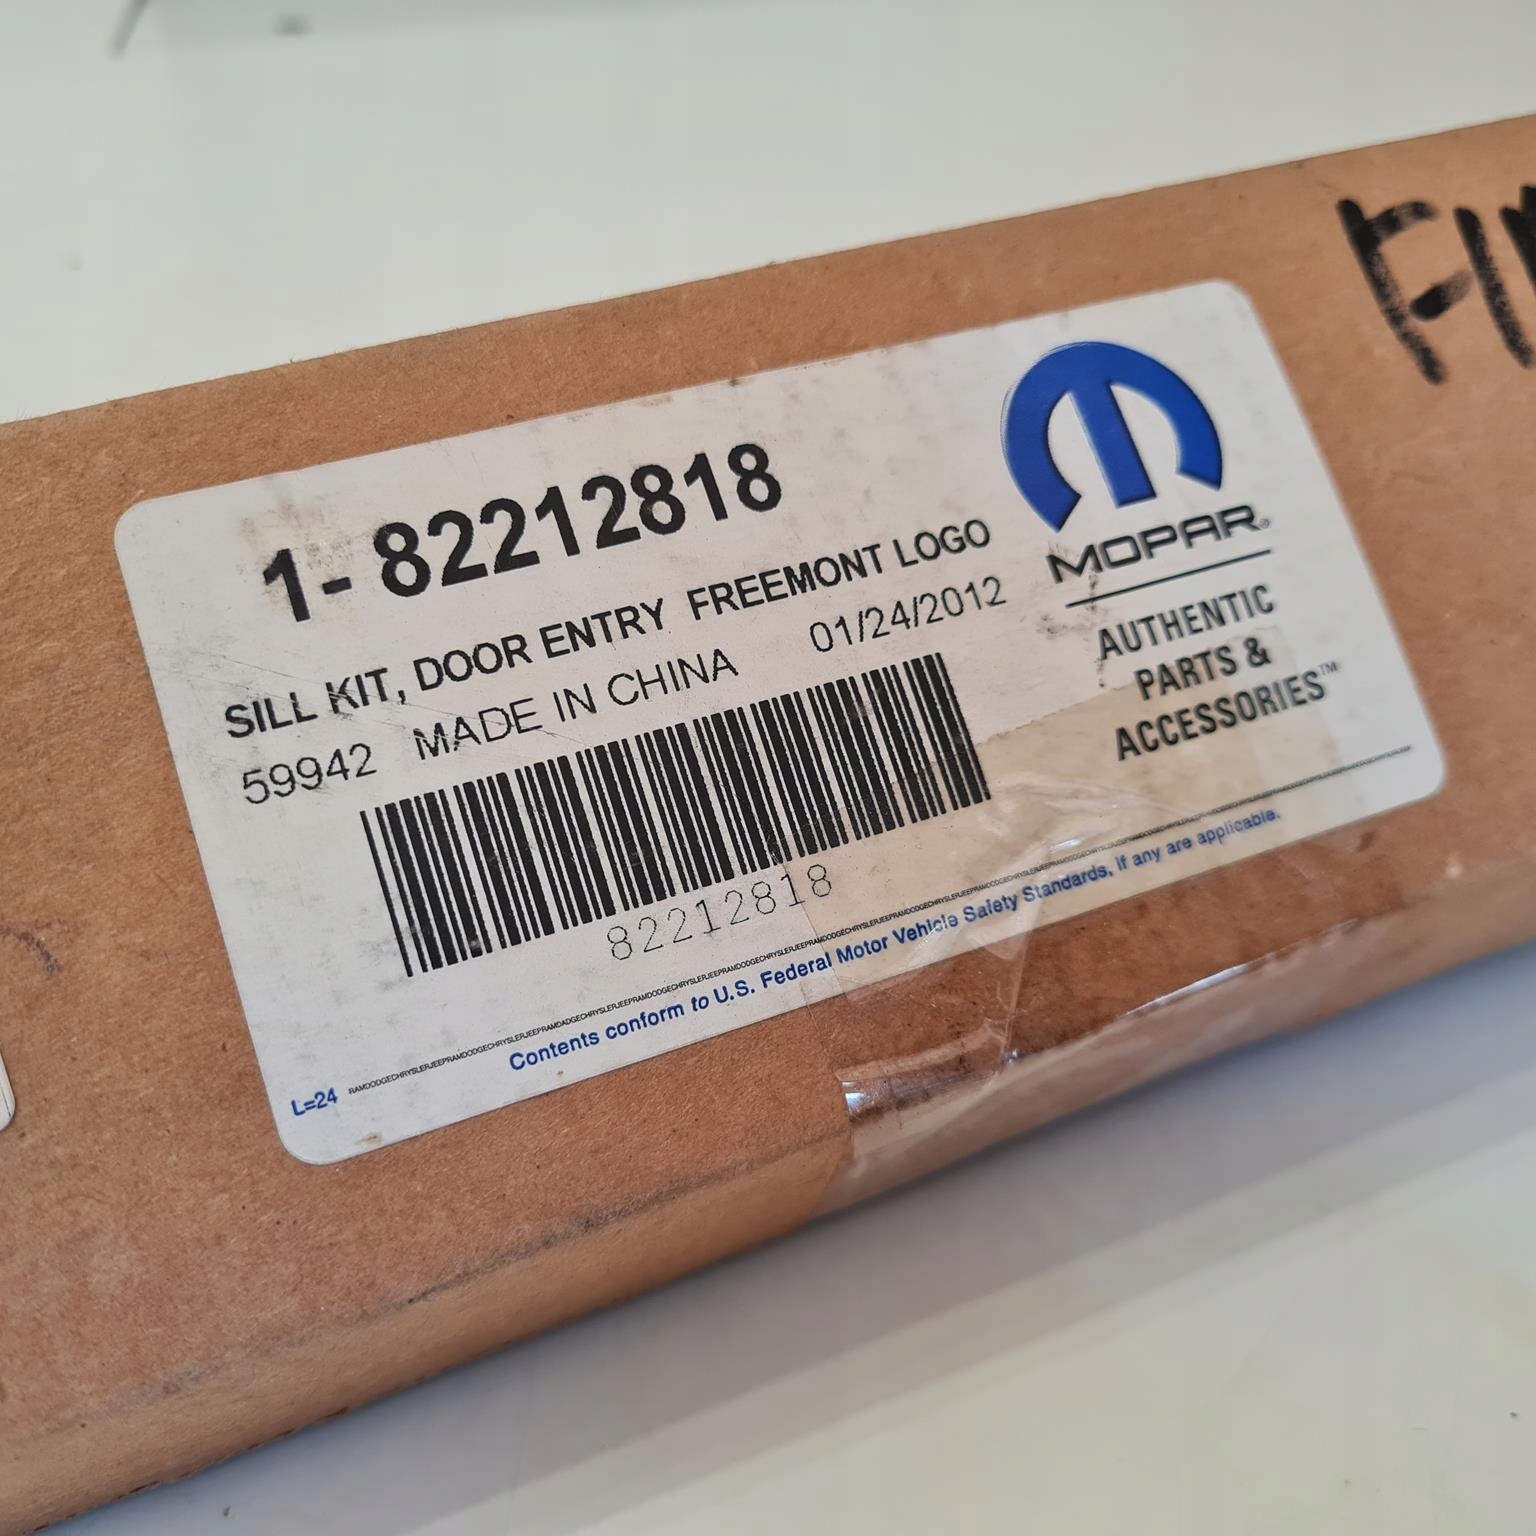 1- 82212818
SILL KIT, DOOR ENTRY FREEMONT LOGO
59942 MADE IN CHINA 01/24/2012
82212818
MOPAR®
AUTHENTIC
PARTS &
ACCESSORIES™
L=24
Contents conform to U.S. Federal Motor Vehicle Safety Standards, if any are applicable.